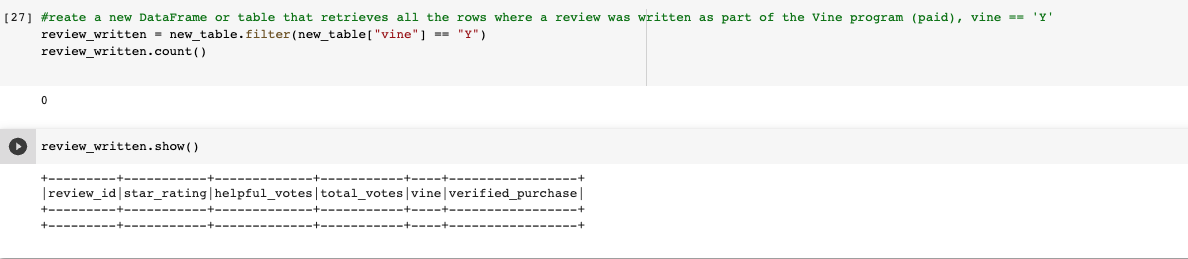 [27] #reate a new DataFrame or table that retrieves all the rows where a review was written as part of the Vine program (paid), vine == 'Y'
review_written = new_table.filter(new_table["vine"] == "Y")
review_written.count()
0
review_written.show()
+---------+-----------+-------------+-----------+----+-----------------+
|review_id|star_rating|helpful_votes|total_votes|vine|verified_purchase|
+---------+-----------+-------------+-----------+----+-----------------+
+---------+-----------+-------------+-----------+----+-----------------+